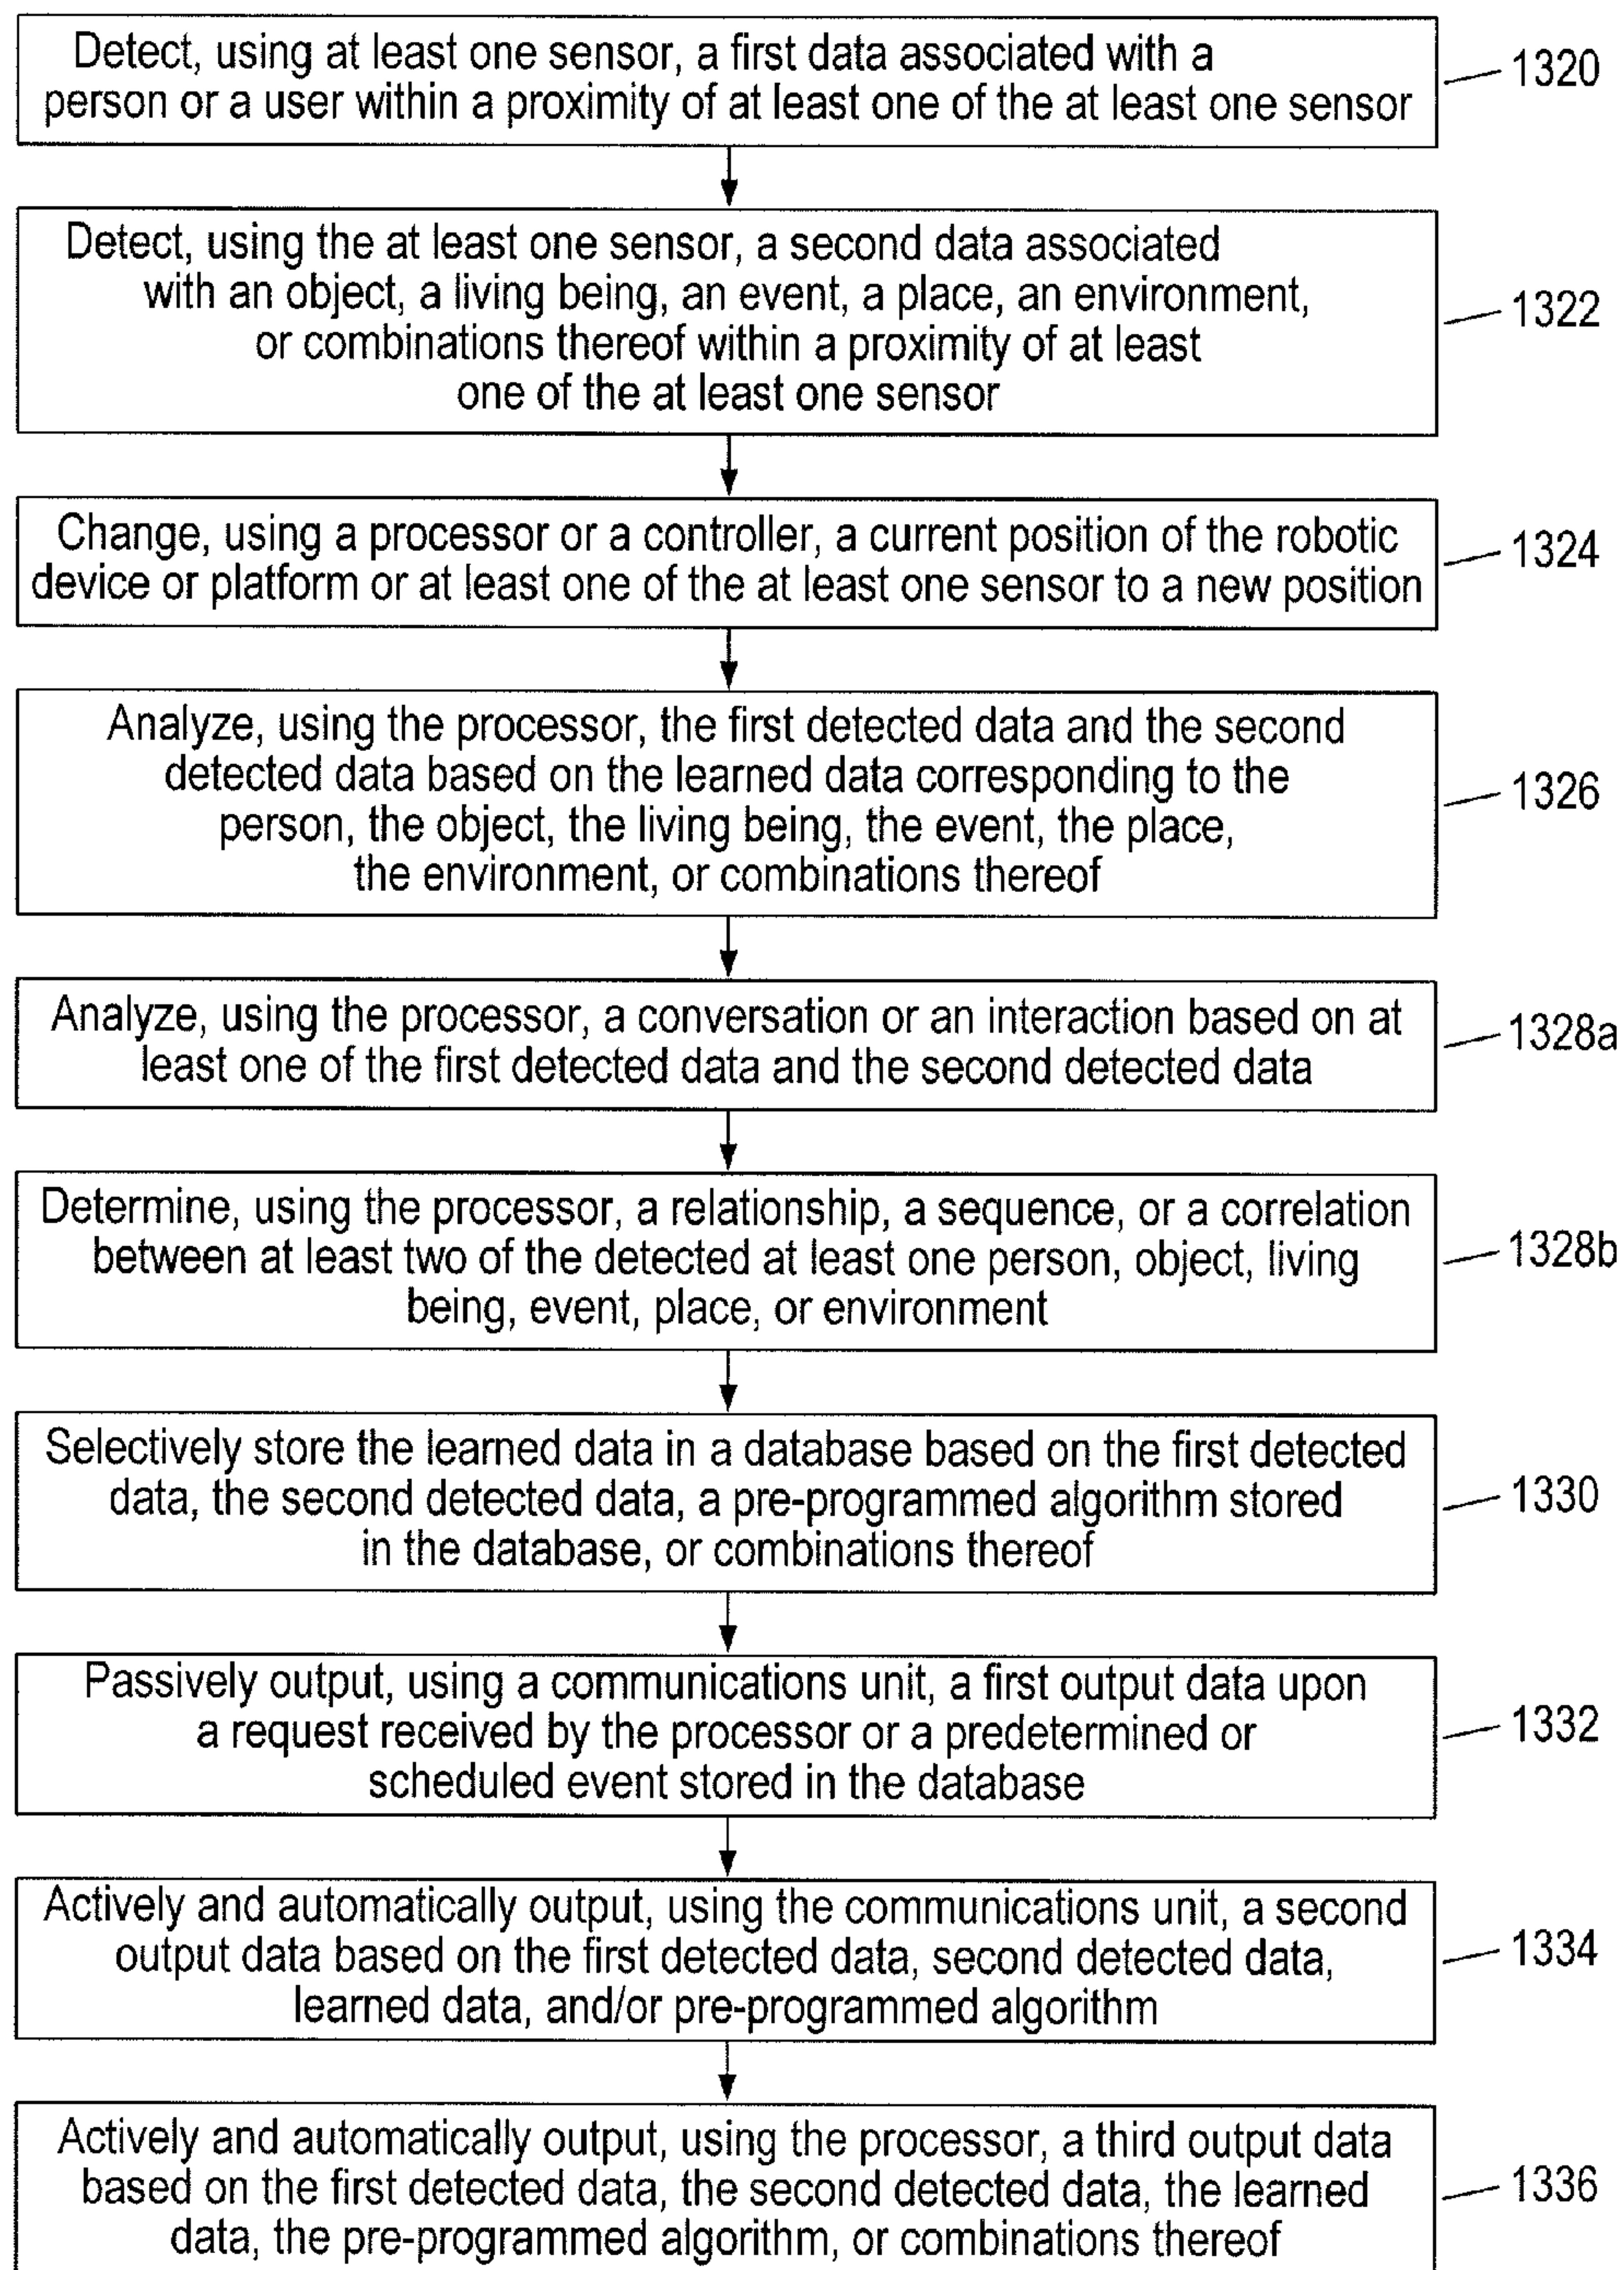 Detect, using at least one sensor, a first data associated with a
person or a user within a proximity of at least one of the at least one sensor
1320
Detect, using the at least one sensor, a second data associated
with an object, a living being, an event, a place, an environment,
or combinations thereof within a proximity of at least
one of the at least one sensor
1322
Change, using a processor or a controller, a current position of the robotic
device or platform or at least one of the at least one sensor to a new position
1324
Analyze, using the processor, the first detected data and the second
detected data based on the learned data corresponding to the
person, the object, the living being, the event, the place,
the environment, or combinations thereof
1326
Analyze, using the processor, a conversation or an interaction based on at
least one of the first detected data and the second detected data
1328a
Determine, using the processor, a relationship, a sequence, or a correlation
between at least two of the detected at least one person, object, living
being, event, place, or environment
1328b
Selectively store the learned data in a database based on the first detected
data, the second detected data, a pre-programmed algorithm stored
in the database, or combinations thereof
1330
Passively output, using a communications unit, a first output data upon
a request received by the processor or a predetermined or
scheduled event stored in the database
1332
Actively and automatically output, using the communications unit, a second
output data based on the first detected data, second detected data,
learned data, and/or pre-programmed algorithm
1334
Actively and automatically output, using the processor, a third output data
based on the first detected data, the second detected data, the learned
data, the pre-programmed algorithm, or combinations thereof
1336